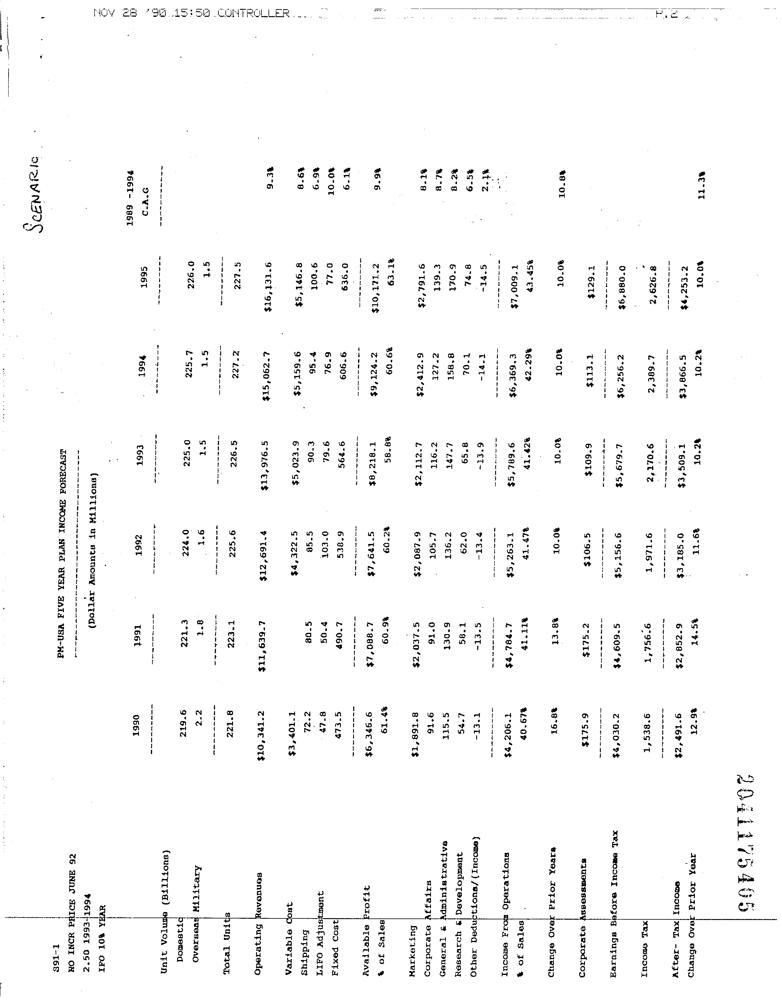 NOV 28 '90 15:50 CONTROLLER P.2
SCENARIO
S91-1
NO INCR PRICE JUNE 92
2.50 1993-1994
IFO 10% YEAR
PM-USA FIVE YEAR PLAN INCOME FORECAST
(Dollar Amounts in Millions)
1990 1991 1992 1993 1994 1995 1989 -1994 C.A.G
Unit Volume (Billions)
Domestic 219.6 221.3 224.0 225.0 225.7 226.0
Overseas Military 2.2 1.8 1.6 1.5 1.5 1.5
Total Units 221.8 223.1 225.6 226.5 227.2 227.5
Operating Revenues $10,341.2 $11,639.7 $12,691.4 $13,976.5 $15,062.7 $16,131.6 9.3%
Variable Cost $3,401.1 $4,322.5 $5,023.9 $5,159.6 $5,146.8 8.6%
Shipping 72.2 80.5 85.5 90.3 95.4 100.6 6.9%
LIFO Adjustment 47.8 50.4 103.0 79.6 76.9 77.0 10.0%
Fixed Cost 473.5 490.7 538.9 564.6 606.6 636.0 6.1%
Available Profit $6,346.6 $7,088.7 $7,641.5 $8,218.1 $9,124.2 $10,171.2 9.9%
% of Sales 61.4% 60.9% 60.2% 58.8% 60.6% 63.1%
Marketing $1,891.8 $2,037.5 $2,087.9 $2,112.7 $2,412.9 $2,791.6 8.1%
Corporate Affairs 91.6 91.0 105.7 116.2 127.2 139.3 8.7%
General & Administrative 115.5 130.9 136.2 147.7 158.8 170.9 8.2%
Research & Development 54.7 58.1 62.0 65.8 70.1 74.8 6.5%
Other Deductions/(Income) -13.1 -13.5 -13.4 -13.9 -14.1 -14.5 2.1%
Income From Operations $4,206.1 $4,784.7 $5,263.1 $5,789.6 $6,369.3 $7,009.1
% of Sales 40.67% 41.11% 41.47% 41.42% 42.29% 43.45%
Change Over Prior Years 16.8% 13.8% 10.0% 10.0% 10.0% 10.0% 10.8%
Corporate Assessments $175.9 $175.2 $106.5 $109.9 $113.1 $129.1
Earnings Before Income Tax $4,030.2 $4,609.5 $5,156.6 $5,679.7 $6,256.2 $6,880.0
Income Tax 1,538.6 1,756.6 1,971.6 2,170.6 2,389.7 2,626.8
After- Tax Income $2,491.6 $2,852.9 $3,185.0 $3,509.1 $3,866.5 $4,253.2 11.3%
Change Over Prior Year 12.9% 14.5% 11.6% 10.2% 10.2% 10.0%
2041175405